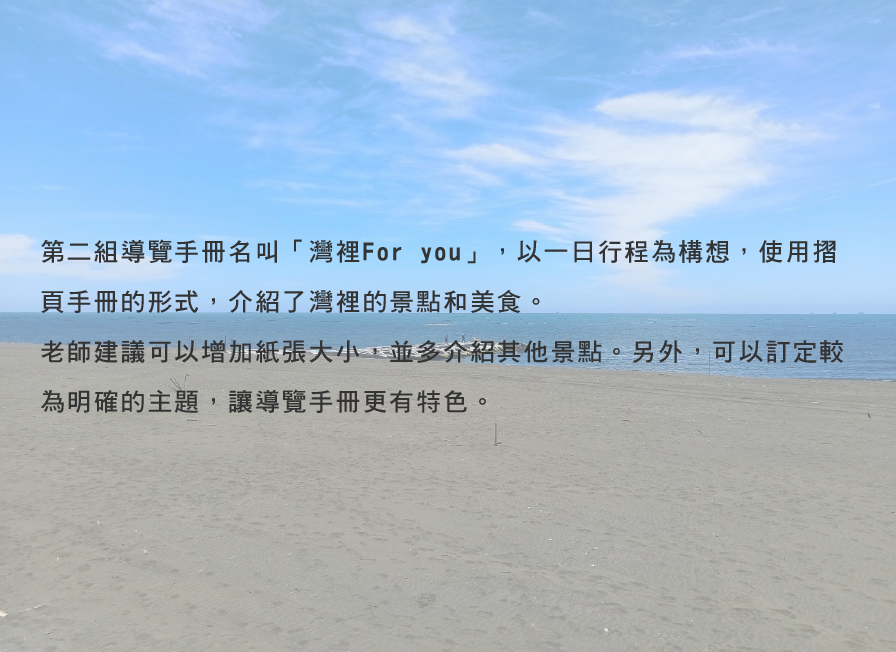 第二組導覽手冊名叫「灣裡For you」，以一日行程為構想，使用摺
頁手冊的形式，介紹了灣裡的景點和美食。
老師建議可以增加紙張大小，並多介紹其他景點。另外，可以訂定較
為明確的主題，讓導覽手冊更有特色。